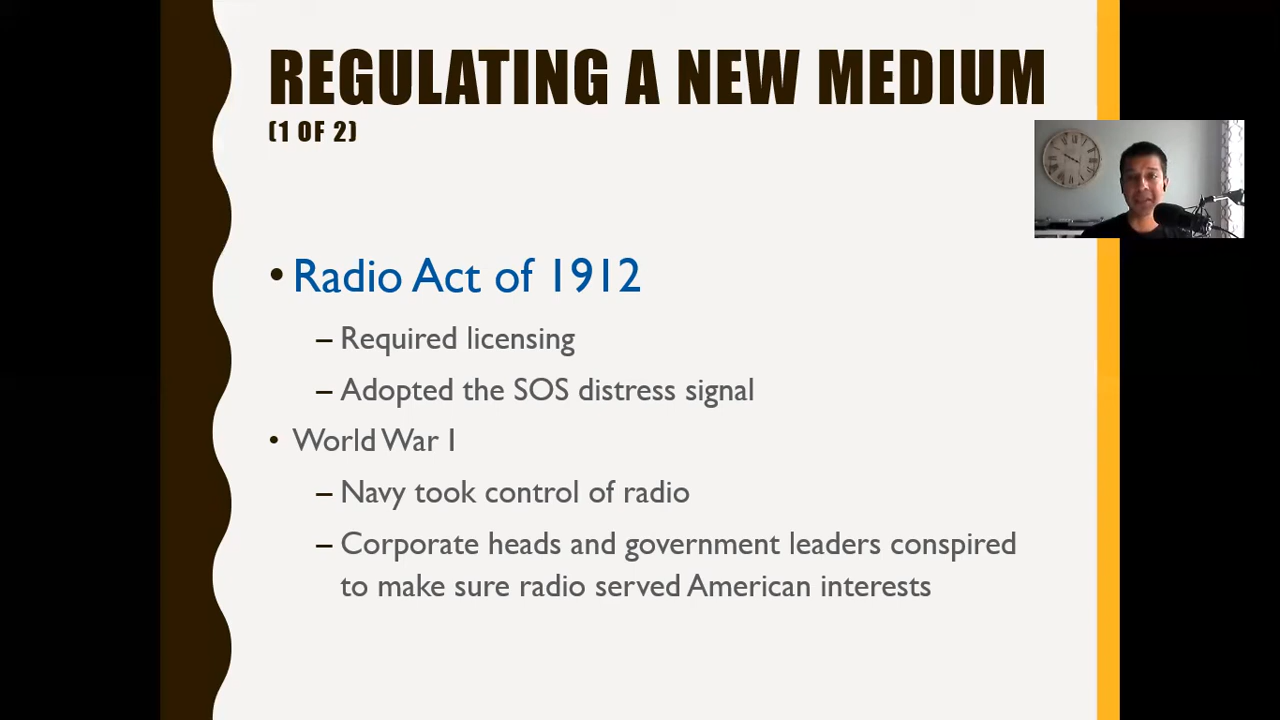 REGULATING A NEW MEDIUM
(1 OF 2)
• Radio Act of 1912
– Required licensing
– Adopted the SOS distress signal
• World War I
– Navy took control of radio
– Corporate heads and government leaders conspired
to make sure radio served American interests